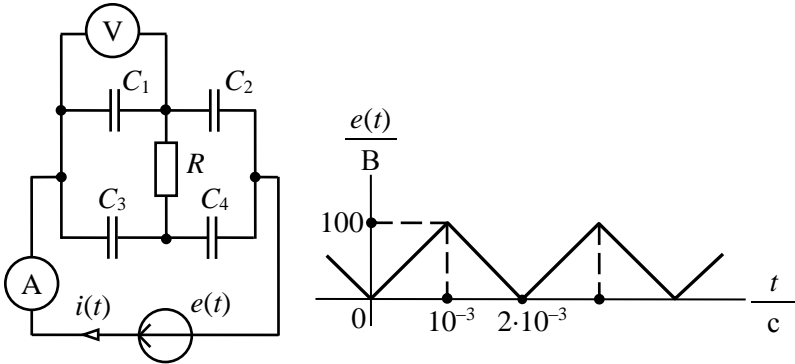 V
C₁
C₂
R
C₃
C₄
A
i(t)
e(t)
e(t)
В
100
0
10⁻³
2·10⁻³
t
с